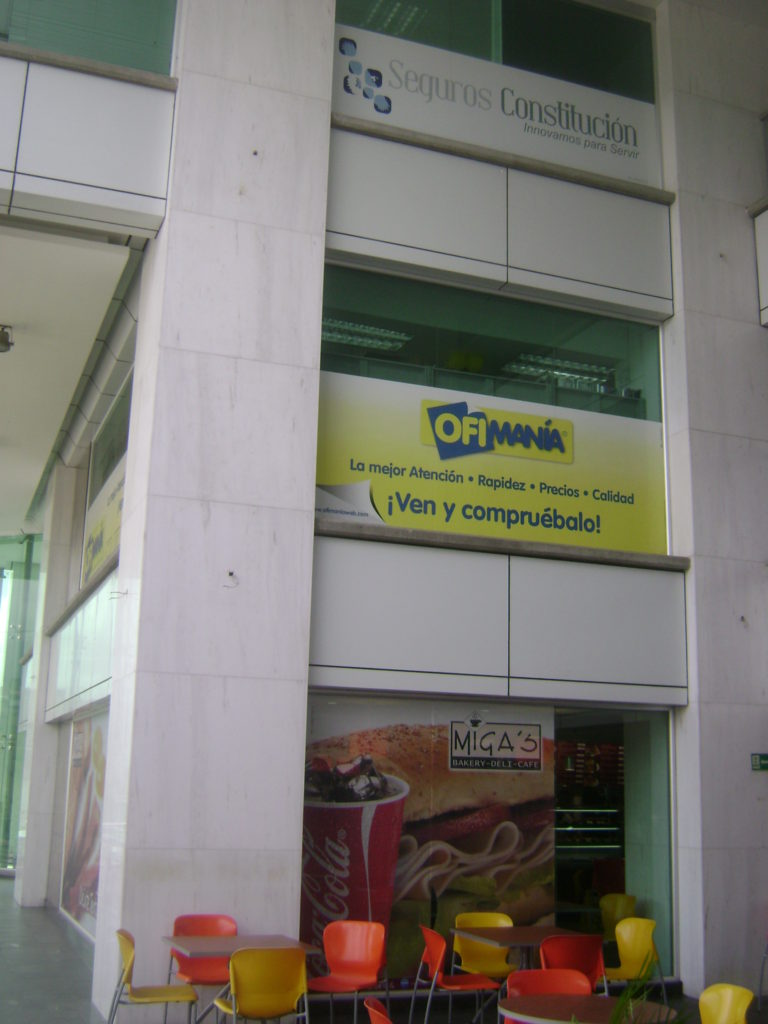 Seguros Constitución
Innovamos para Servir
OFIMANÍA
La mejor Atención • Rapidez • Precios • Calidad
¡Ven y compruébalo!
MIGA'S
BAKERY-DELI-CAFE
Coca-Cola